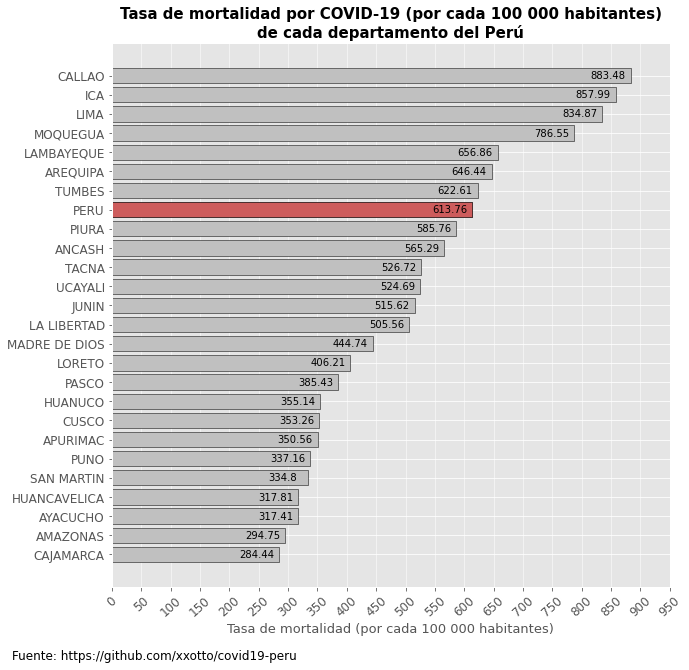 Tasa de mortalidad por COVID-19 (por cada 100 000 habitantes)
de cada departamento del Perú
CALLAO 883.48
ICA 857.99
LIMA 834.87
MOQUEGUA 786.55
LAMBAYEQUE 656.86
AREQUIPA 646.44
TUMBES 622.61
PERU 613.76
PIURA 585.76
ANCASH 565.29
TACNA 526.72
UCAYALI 524.69
JUNIN 515.62
LA LIBERTAD 505.56
MADRE DE DIOS 444.74
LORETO 406.21
PASCO 385.43
HUANUCO 355.14
CUSCO 353.26
APURIMAC 350.56
PUNO 337.16
SAN MARTIN 334.8
HUANCAVELICA 317.81
AYACUCHO 317.41
AMAZONAS 294.75
CAJAMARCA 284.44
0 50 100 150 200 250 300 350 400 450 500 550 600 650 700 750 800 850 900 950
Tasa de mortalidad (por cada 100 000 habitantes)
Fuente: https://github.com/xxotto/covid19-peru